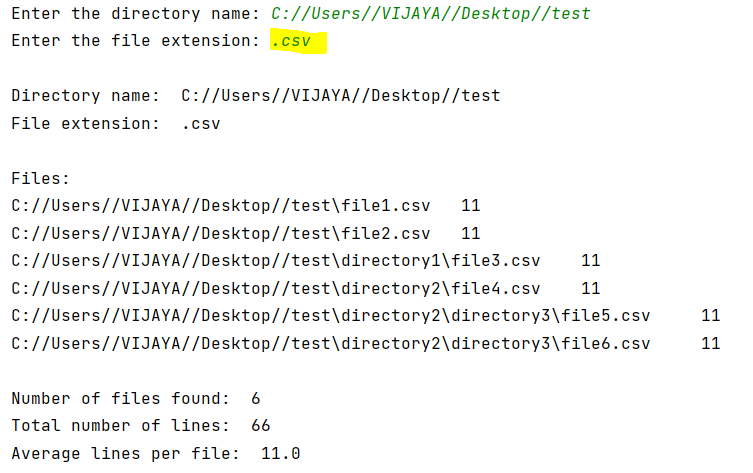 Enter the directory name: C://Users//VIJAYA//Desktop//test
Enter the file extension: .csv
Directory name:  C://Users//VIJAYA//Desktop//test
File extension:  .csv
Files:
C://Users//VIJAYA//Desktop//test\file1.csv   11
C://Users//VIJAYA//Desktop//test\file2.csv   11
C://Users//VIJAYA//Desktop//test\directory1\file3.csv    11
C://Users//VIJAYA//Desktop//test\directory2\file4.csv    11
C://Users//VIJAYA//Desktop//test\directory2\directory3\file5.csv     11
C://Users//VIJAYA//Desktop//test\directory2\directory3\file6.csv     11
Number of files found:  6
Total number of lines:  66
Average lines per file:  11.0